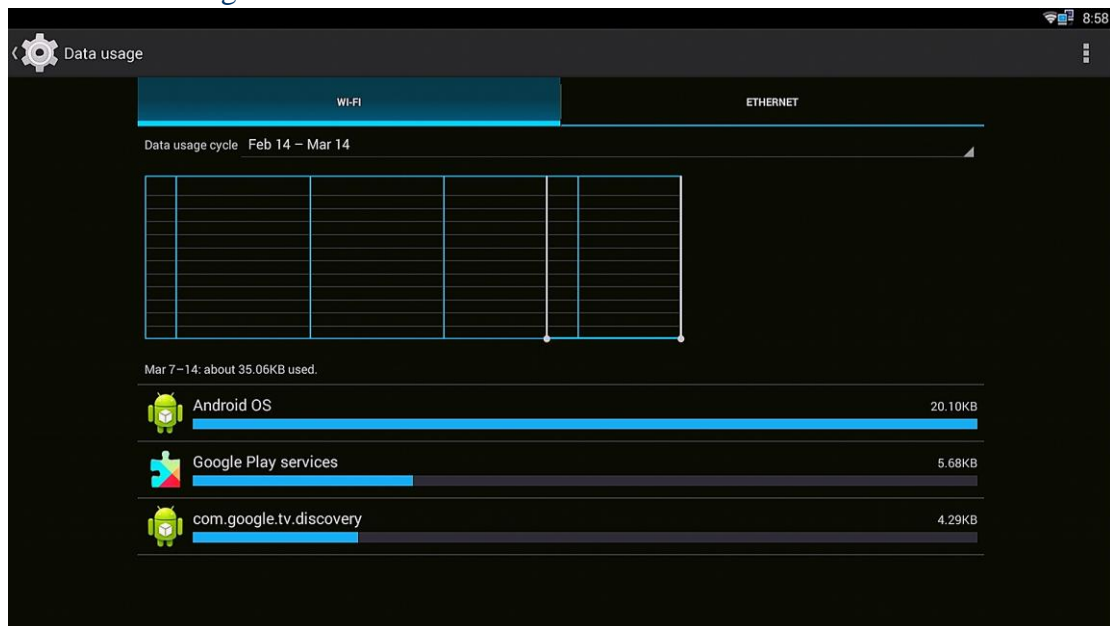 8:58
Data usage
WI-FI
ETHERNET
Data usage cycle Feb 14 – Mar 14
Mar 7–14: about 35.06KB used.
Android OS
20.10KB
Google Play services
5.68KB
com.google.tv.discovery
4.29KB